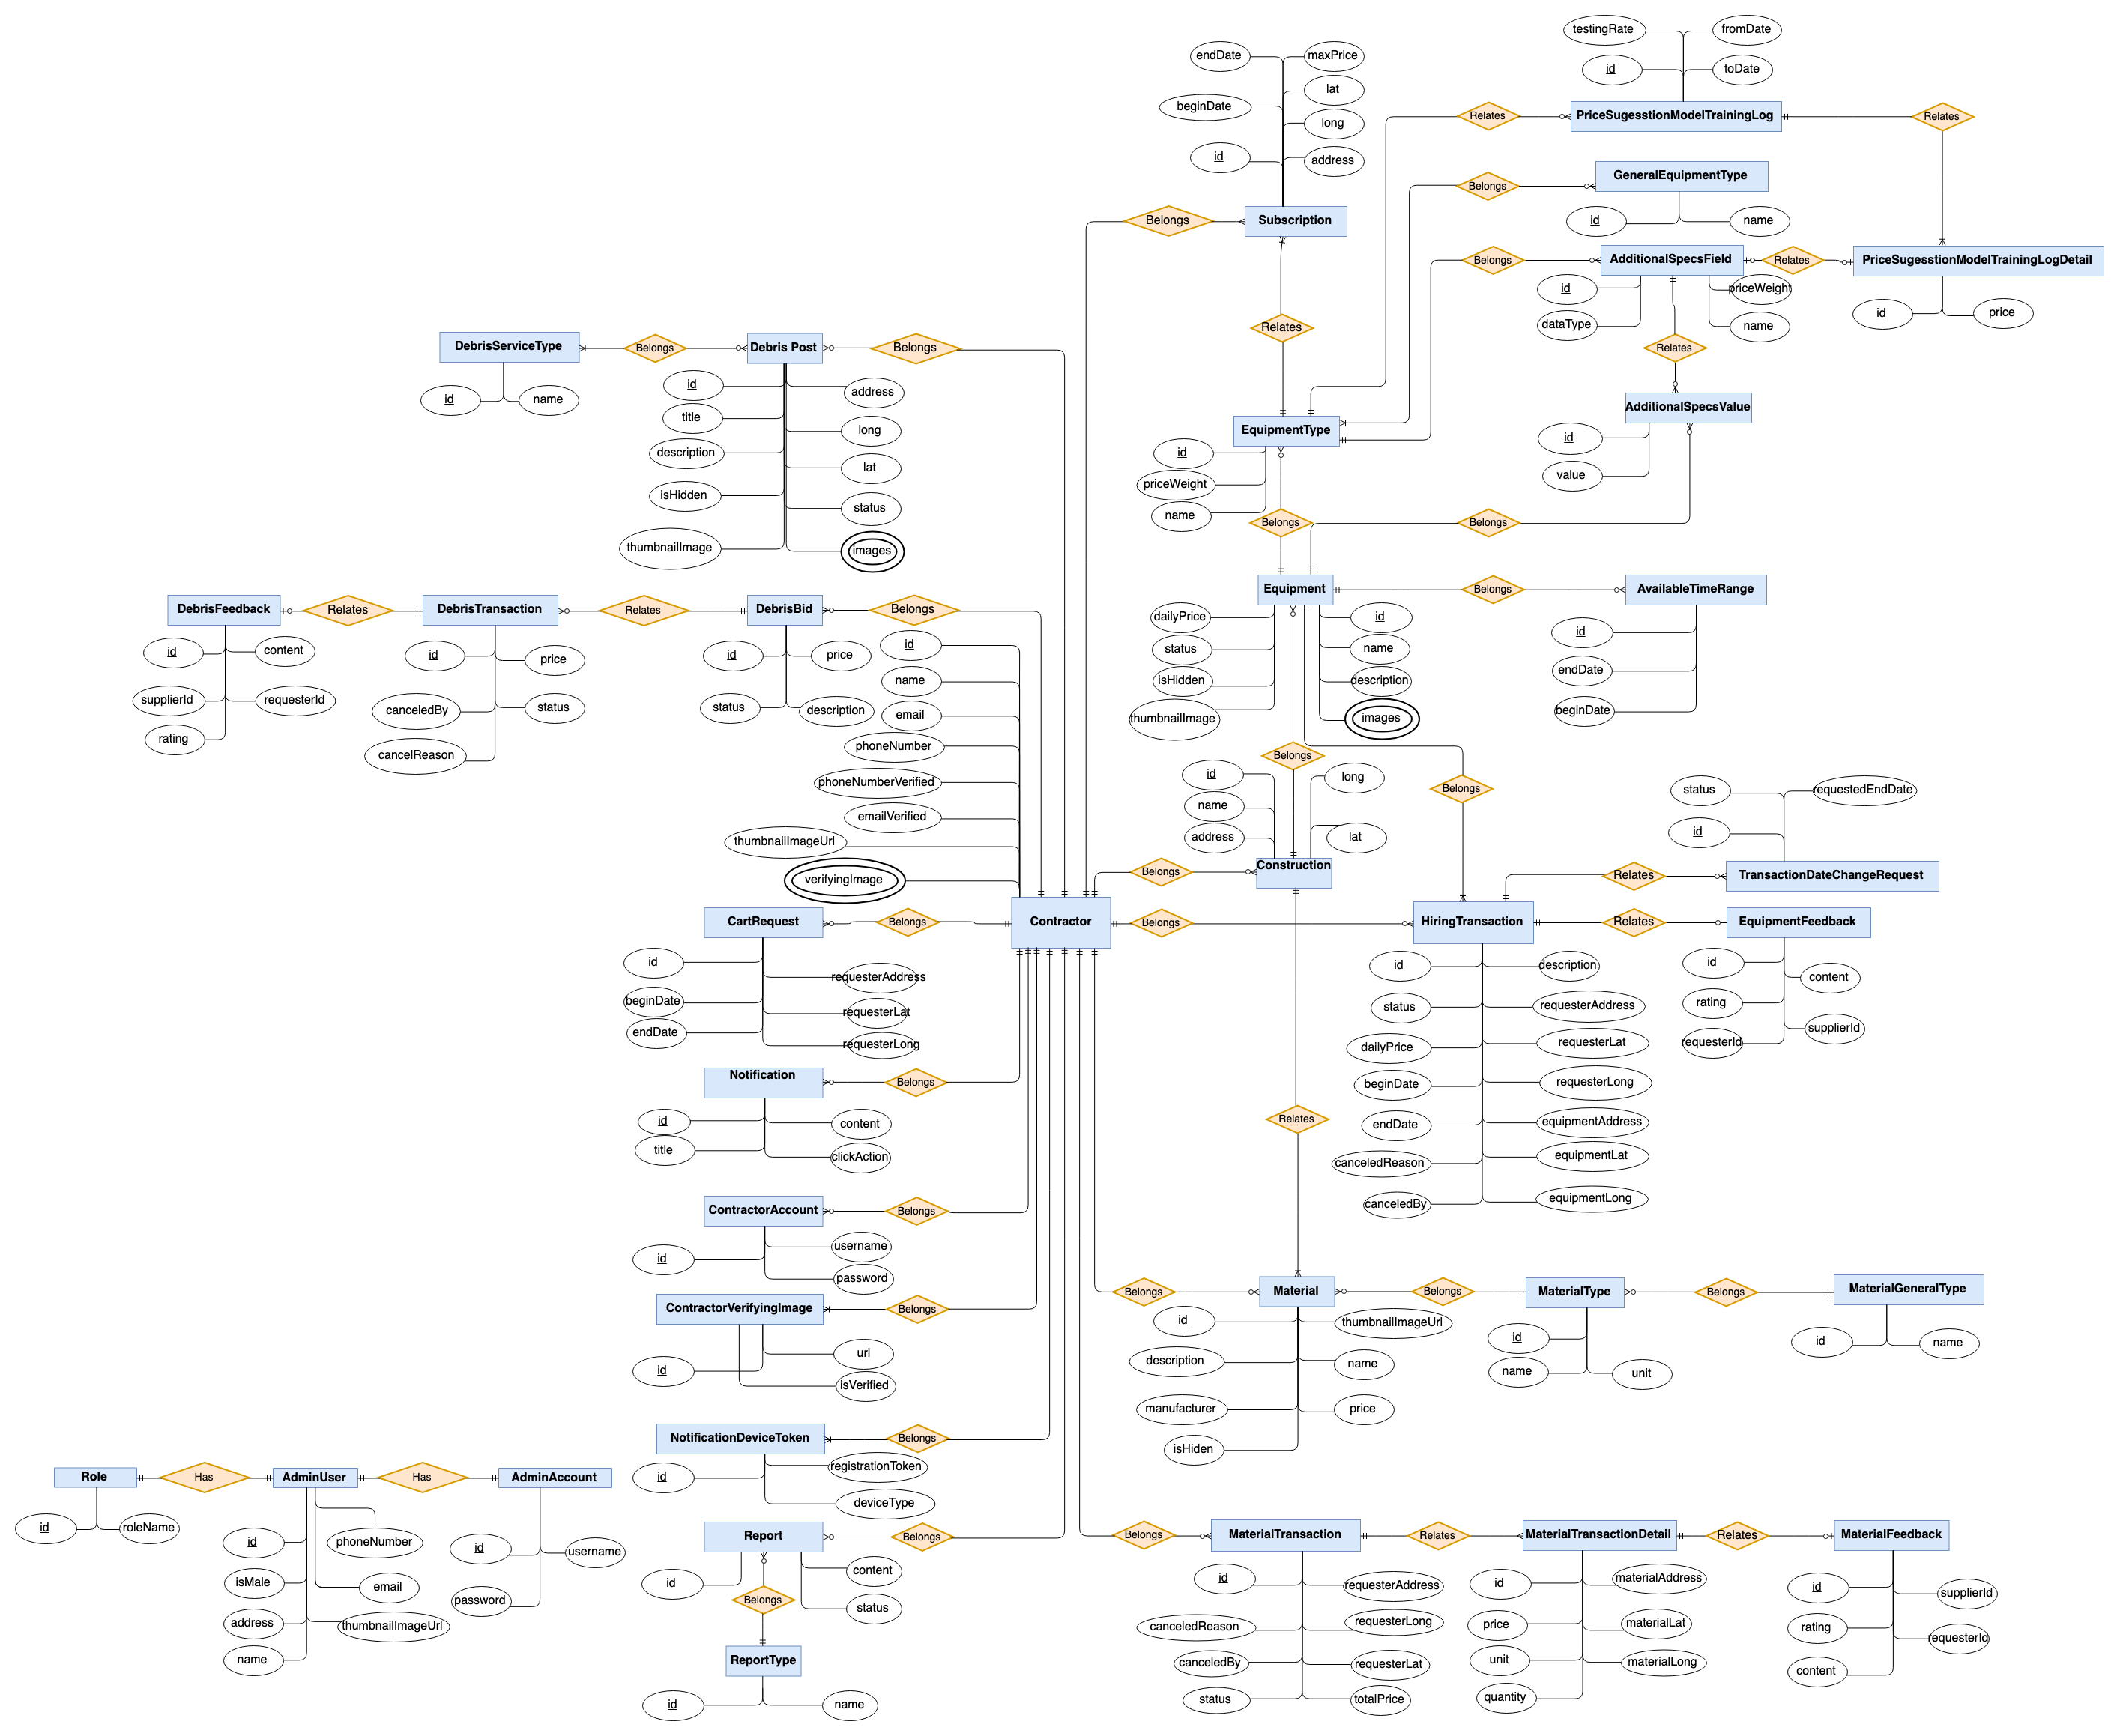 testingRate
fromDate
id
toDate
PriceSugesstionModelTrainingLog
Relates
Relates
endDate
maxPrice
lat
beginDate
long
id
address
Belongs
Subscription
Relates
GeneralEquipmentType
Belongs
id
name
AdditionalSpecsField
Belongs
Relates
PriceSugesstionModelTrainingLogDetail
id
priceWeight
dataType
name
id
price
Relates
AdditionalSpecsValue
id
value
EquipmentType
id
priceWeight
name
Belongs
Belongs
DebrisServiceType
Belongs
Debris Post
Belongs
id
name
id
address
title
long
description
lat
isHidden
status
thumbnailImage
images
DebrisFeedback
Relates
DebrisTransaction
Relates
DebrisBid
Belongs
id
content
supplierId
requesterId
rating
id
price
canceledBy
status
cancelReason
id
price
status
description
id
name
email
phoneNumber
phoneNumberVerified
emailVerified
thumbnailImageUrl
verifyingImage
Equipment
Belongs
AvailableTimeRange
dailyPrice
id
status
name
isHidden
description
thumbnailImage
images
id
endDate
beginDate
Belongs
Belongs
id
long
name
address
lat
Construction
Belongs
status
requestedEndDate
id
Relates
TransactionDateChangeRequest
CartRequest
Belongs
Contractor
Belongs
HiringTransaction
Relates
EquipmentFeedback
id
requesterAddress
beginDate
requesterLat
endDate
requesterLong
id
description
status
requesterAddress
dailyPrice
requesterLat
beginDate
requesterLong
endDate
equipmentAddress
canceledReason
equipmentLat
canceledBy
equipmentLong
id
content
rating
supplierId
requesterId
Notification
Belongs
id
content
title
clickAction
Relates
ContractorAccount
Belongs
id
username
password
ContractorVerifyingImage
Belongs
url
id
isVerified
Belongs
Material
Belongs
MaterialType
Belongs
MaterialGeneralType
id
thumbnailImageUrl
description
name
manufacturer
price
isHiden
id
name
unit
id
name
NotificationDeviceToken
Belongs
id
registrationToken
deviceType
Role
Has
AdminUser
Has
AdminAccount
id
roleName
id
phoneNumber
isMale
email
address
thumbnailImageUrl
name
id
username
password
Report
Belongs
id
content
Belongs
status
ReportType
id
name
Belongs
MaterialTransaction
Relates
MaterialTransactionDetail
Relates
MaterialFeedback
id
requesterAddress
canceledReason
requesterLong
canceledBy
requesterLat
status
totalPrice
id
materialAddress
price
materialLat
unit
materialLong
quantity
id
supplierId
rating
requesterId
content